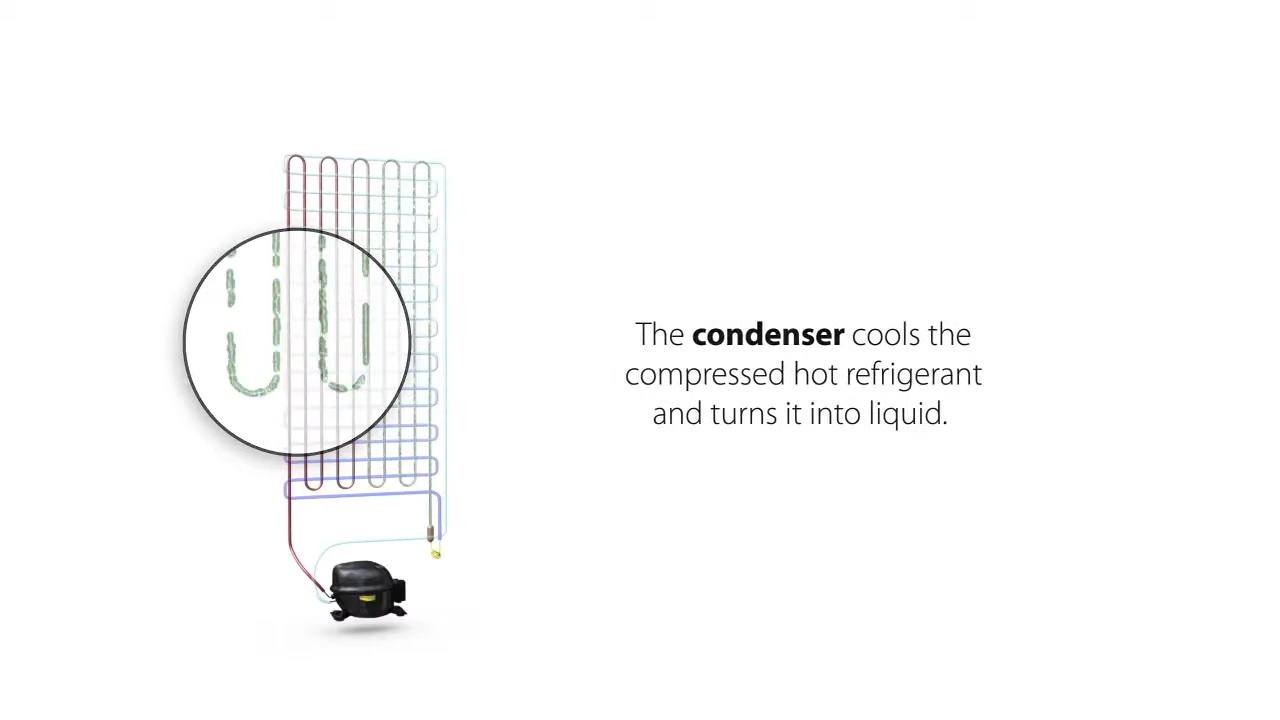 The condenser cools the
compressed hot refrigerant
and turns it into liquid.